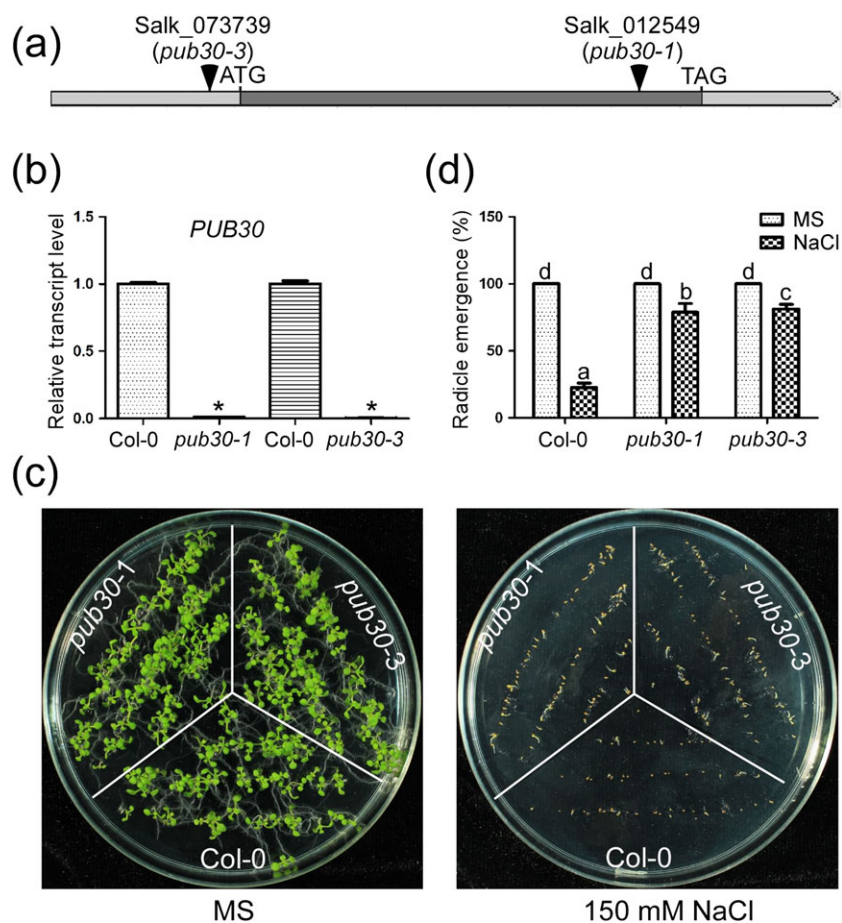 (a)
Salk_073739
(pub30-3)
ATG
Salk_012549
(pub30-1)
TAG
(b)
Relative transcript level
1.5
1.0
0.5
0.0
PUB30
*
*
Col-0
pub30-1
Col-0
pub30-3
(d)
Radicle emergence (%)
150
100
50
0
MS
NaCl
d
a
d
b
d
c
Col-0
pub30-1
pub30-3
(c)
pub30-1
pub30-3
Col-0
MS
pub30-1
pub30-3
Col-0
150 mM NaCl